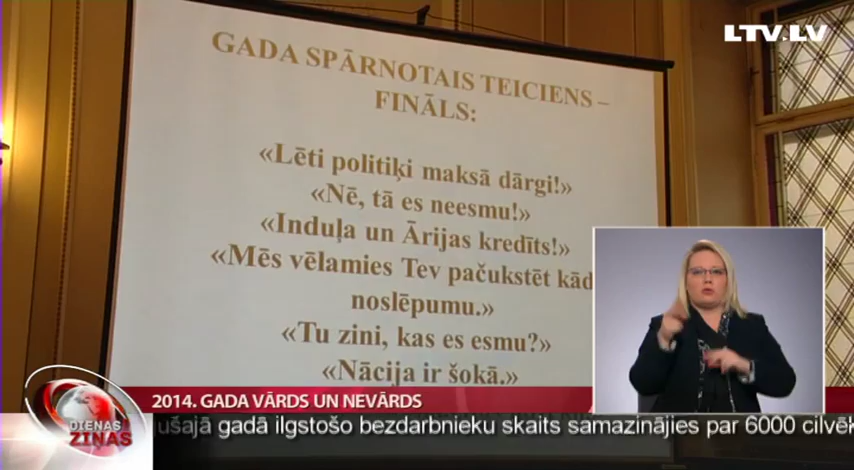 LTV.LV
GADA SPĀRNOTAIS TEICIENS –
FINĀLS:
«Lēti politiķi maksā dārgi!»
«Nē, tā es neesmu!»
«Induļa un Ārijas kredīts!»
«Mēs vēlamies Tev pačukstēt kād
noslēpumu.»
«Tu zini, kas es esmu?»
«Nācija ir šokā.»
2014. GADA VĀRDS UN NEVĀRDS
DIENAS
ZIŅAS
ušajā gadā ilgstošo bezdarbnieku skaits samazinājies par 6000 cilvēk